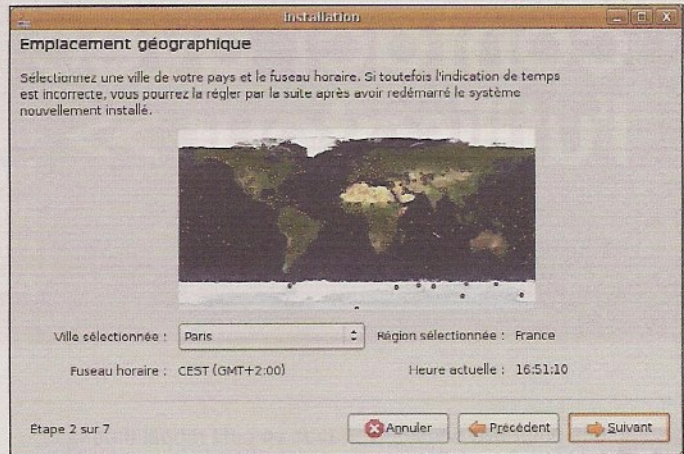 Installation
Emplacement géographique
Sélectionnez une ville de votre pays et le fuseau horaire. Si toutefois l'indication de temps
est incorrecte, vous pourrez la régler par la suite après avoir redémarré le système
nouvellement installé.
Ville sélectionnée : Paris Région sélectionnée : France
Fuseau horaire : CEST (GMT+2:00) Heure actuelle : 16:51:10
Étape 2 sur 7 Annuler Précédent Suivant